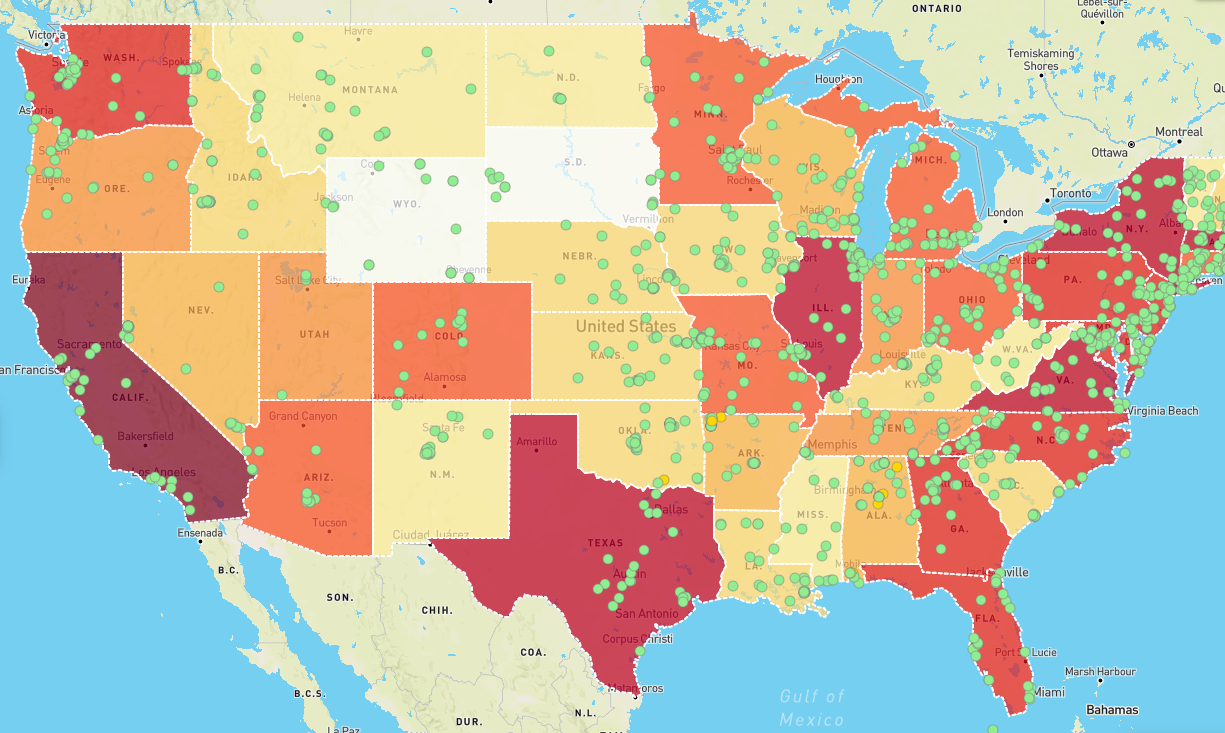 ONTARIO
Lebel-sur-
Quévillon
Victoria
WASH.
Spokane
Havre
Temiskaming
Shores
N.D.
Houghton
MONTANA
Helena
Astoria
MINN.
Montreal
Ottawa
Salem
Saint Paul
WIS.
MICH.
S.D.
Eugene
ORE.
IDAHO
Jackson
WYO.
Rochester
Toronto
Madison
London
Vermillion
Buffalo
N.Y.
Albany
NEBR.
IOWA
Davenport
Cleveland
Toledo
Eureka
Salt Lake City
Cheyenne
Lincoln
PA.
NEV.
ILL.
OHIO
United States
UTAH
COLO.
Sacramento
KANS.
Kansas City
St. Louis
Louisville
W.VA.
MD.
San Francisco
MO.
Alamosa
KY.
VA.
CALIF.
Bloomfield
Grand Canyon
Santa Fe
OKLA.
Virginia Beach
Bakersfield
Amarillo
Memphis
TENN.
N.C.
ARK.
Los Angeles
ARIZ.
N.M.
Birmingham
Atlanta
S.C.
Tucson
Dallas
MISS.
ALA.
GA.
Ensenada
Ciudad Juárez
TEXAS
LA.
Mobile
Jacksonville
B.C.
Austin
SON.
CHIH.
San Antonio
FLA.
Corpus Christi
COA.
Port St. Lucie
Marsh Harbour
Matamoros
Miami
B.C.S.
Gulf of
Mexico
Bahamas
N.L.
DUR.
La Paz